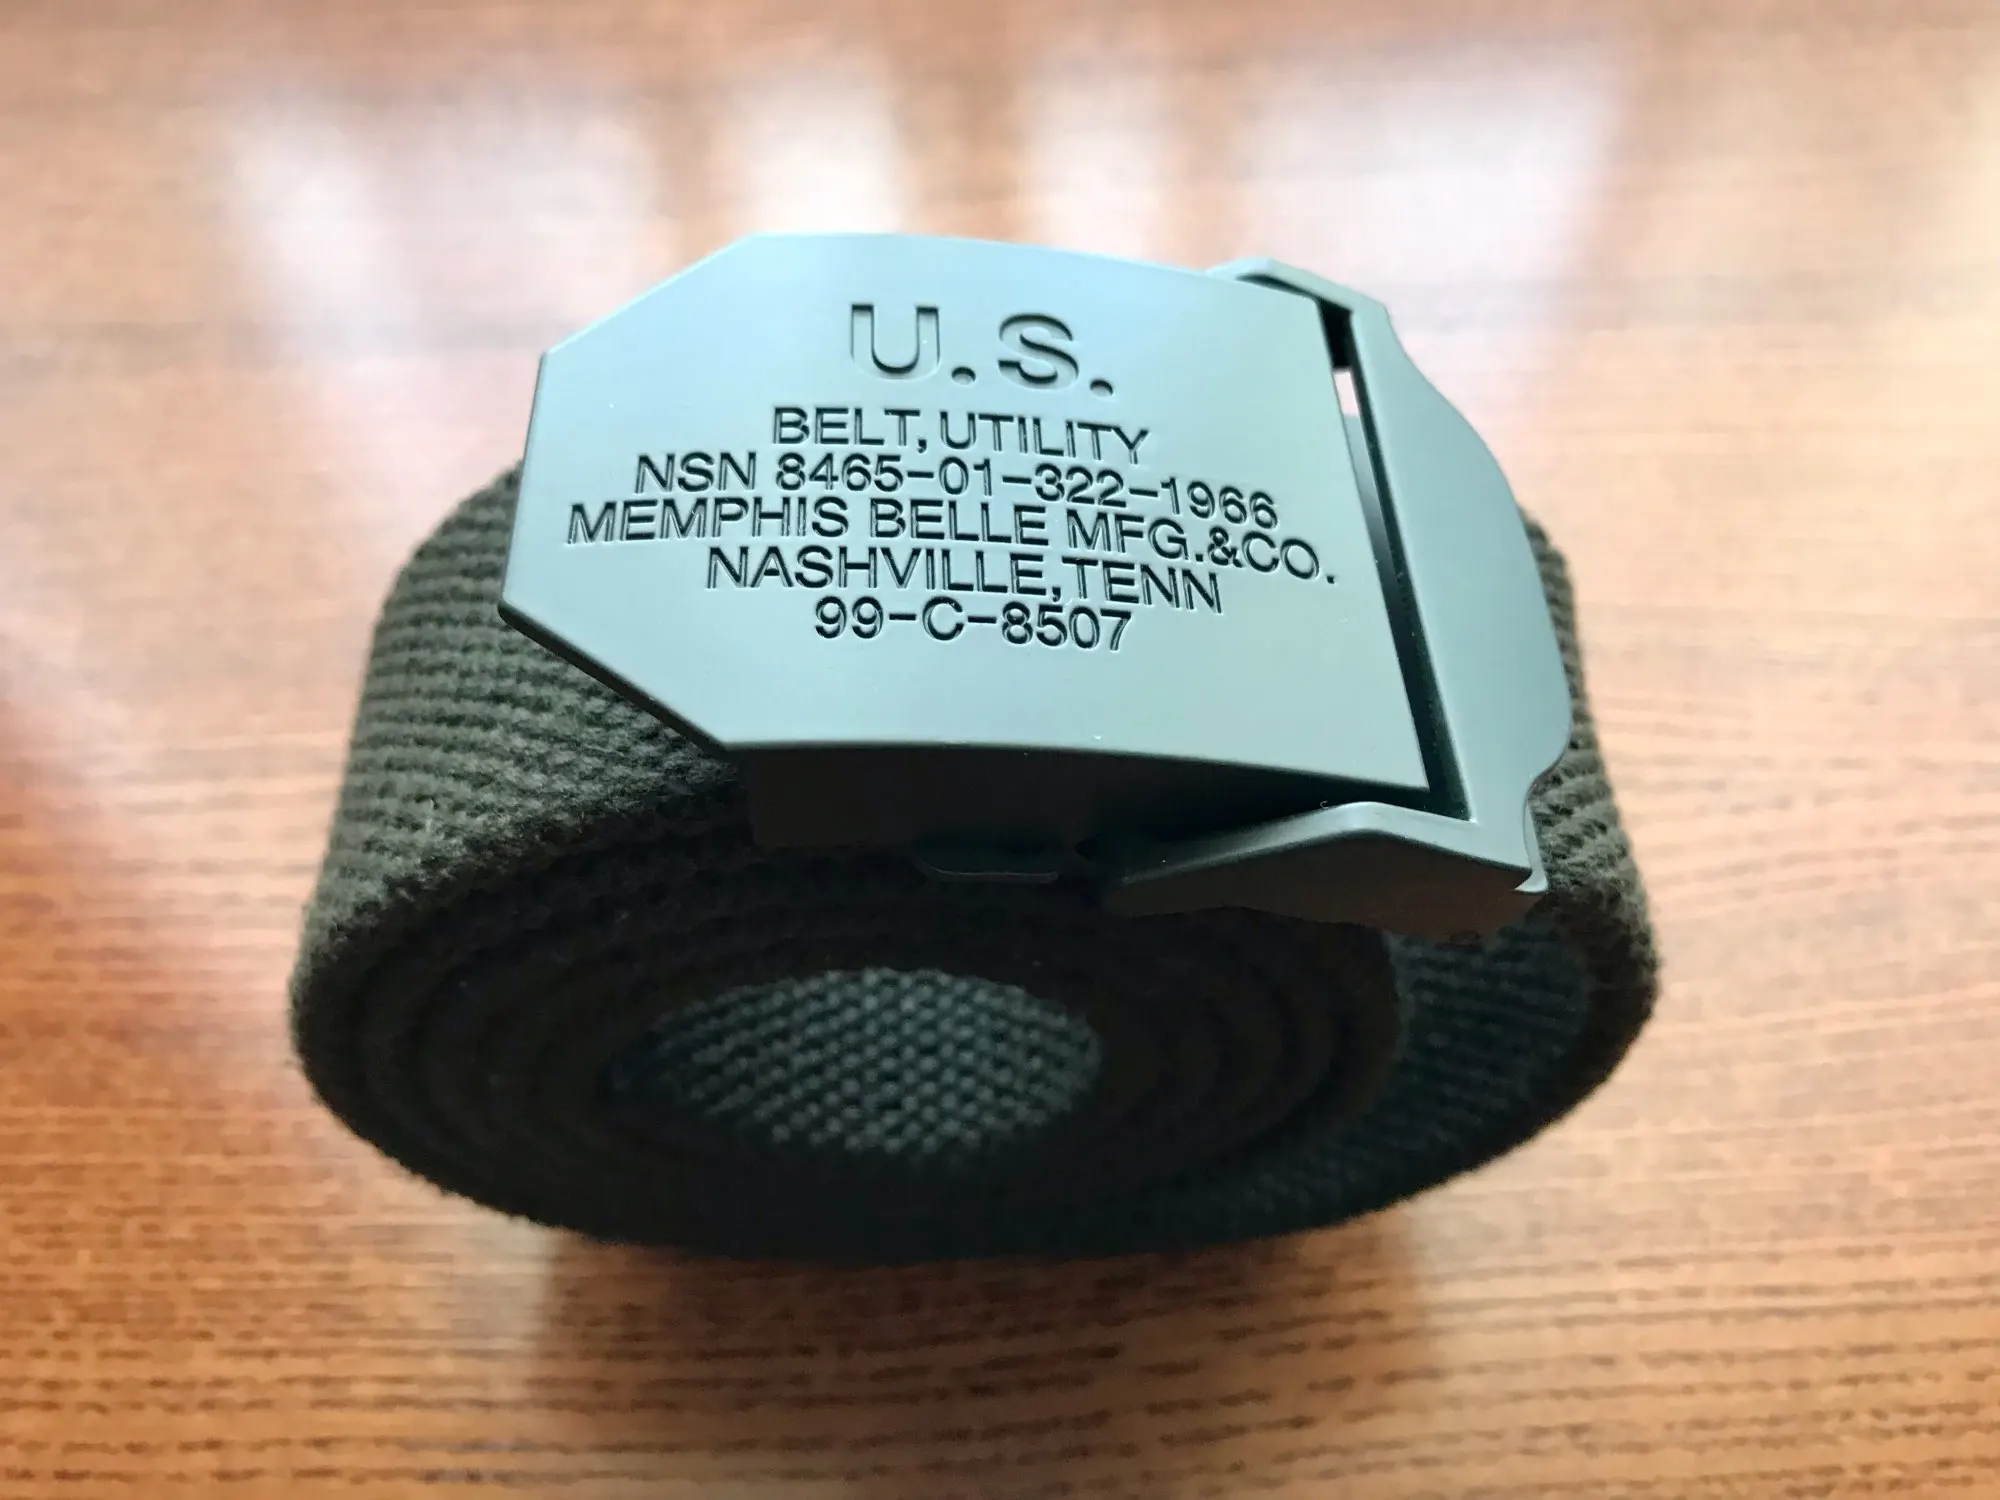 U.S.
BELT, UTILITY
NSN 8465-01-322-1966
MEMPHIS BELLE MFG.&CO.
NASHVILLE, TENN
99-C-8507